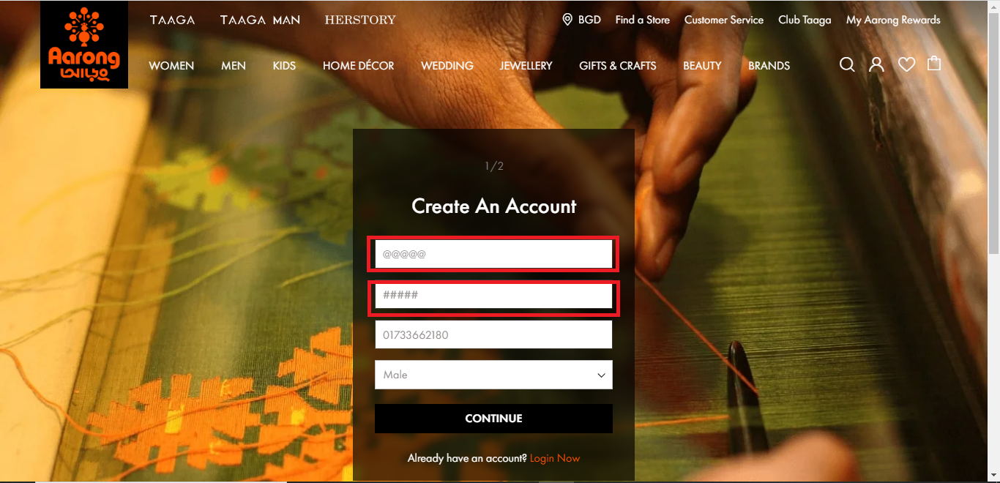 TAAGA TAAGA MAN HERSTORY BGD Find a Store Customer Service Club Taaga My Aarong Rewards
Aarong
আড়ং
WOMEN MEN KIDS HOME DÉCOR WEDDING JEWELLERY GIFTS & CRAFTS BEAUTY BRANDS
1/2
Create An Account
@@@@@
#####
01733662180
Male
CONTINUE
Already have an account? Login Now